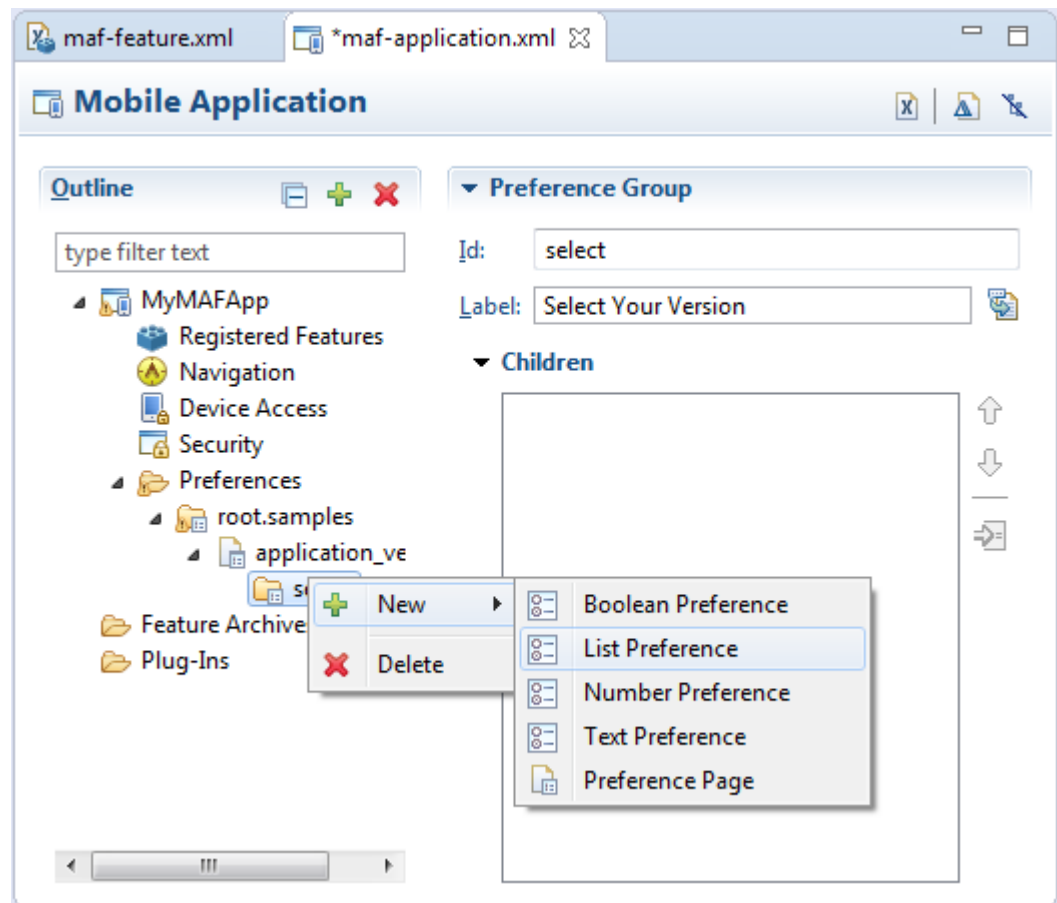 maf-feature.xml
*maf-application.xml
Mobile Application
Outline
type filter text
MyMAFApp
Registered Features
Navigation
Device Access
Security
Preferences
root.samples
application_ve
Feature Archive
Plug-Ins
Preference Group
Id: select
Label: Select Your Version
Children
New
Delete
Boolean Preference
List Preference
Number Preference
Text Preference
Preference Page